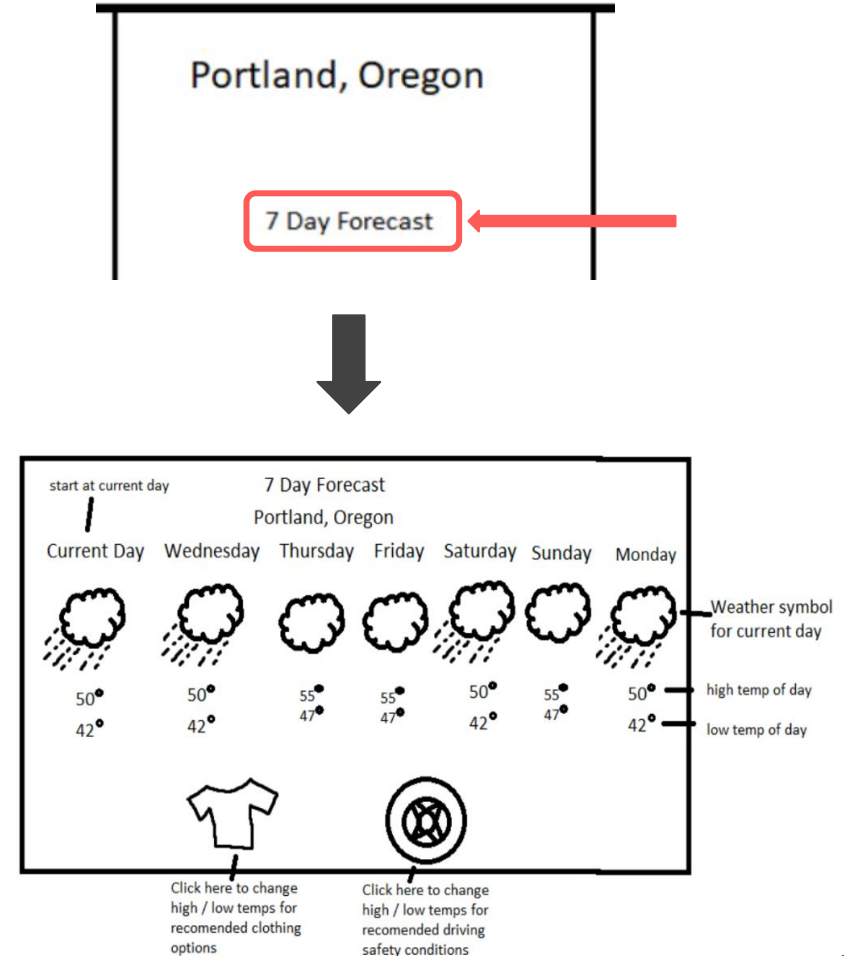 Portland, Oregon
7 Day Forecast
start at current day
7 Day Forecast
Portland, Oregon
Current Day Wednesday Thursday Friday Saturday Sunday Monday
Weather symbol
for current day
50° 50° 55° 55° 50° 55° 50°
high temp of day
42° 42° 47° 47° 42° 47° 42°
low temp of day
Click here to change
high / low temps for
recomended clothing
options
Click here to change
high / low temps for
recomended driving
safety conditions